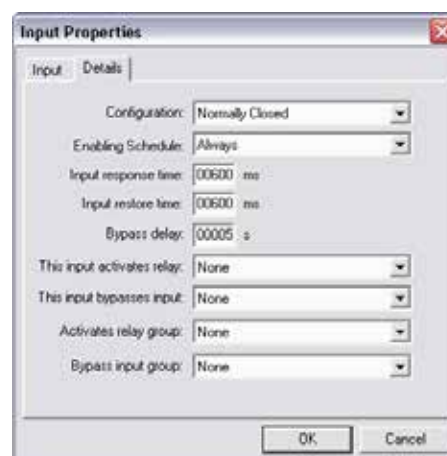 Input Properties
Input Details
Configuration: Normally Closed
Enabling Schedule: Always
Input response time: 00600 ms
Input restore time: 00600 ms
Bypass delay: 00005 s
This input activates relay: None
This input bypasses input: None
Activates relay group: None
Bypass input group: None
OK Cancel